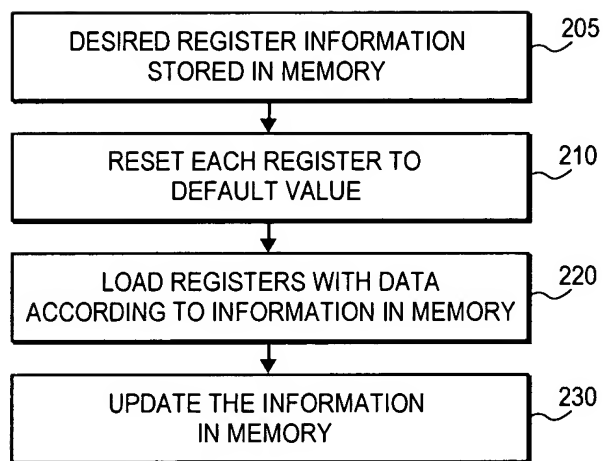 DESIRED REGISTER INFORMATION
STORED IN MEMORY
205
RESET EACH REGISTER TO
DEFAULT VALUE
210
LOAD REGISTERS WITH DATA
ACCORDING TO INFORMATION IN MEMORY
220
UPDATE THE INFORMATION
IN MEMORY
230